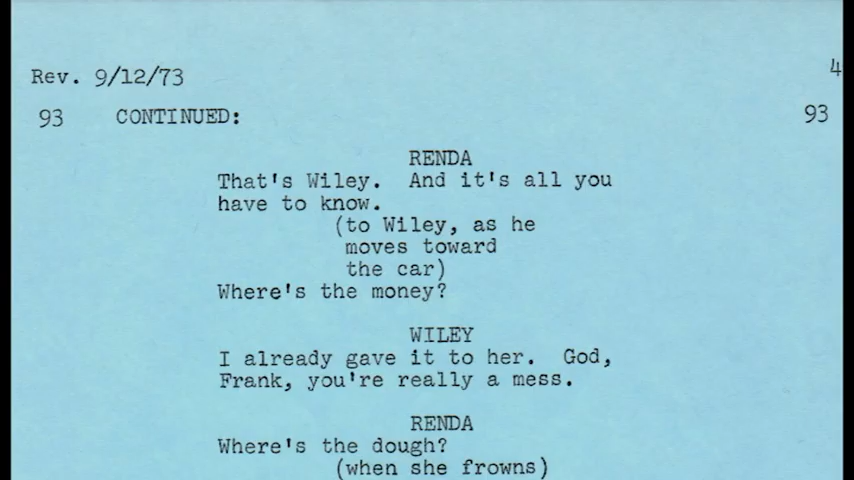 Rev. 9/12/73
4
93 CONTINUED: 93
RENDA
That's Wiley. And it's all you
have to know.
(to Wiley, as he
moves toward
the car)
Where's the money?
WILEY
I already gave it to her. God,
Frank, you're really a mess.
RENDA
Where's the dough?
(when she frowns)